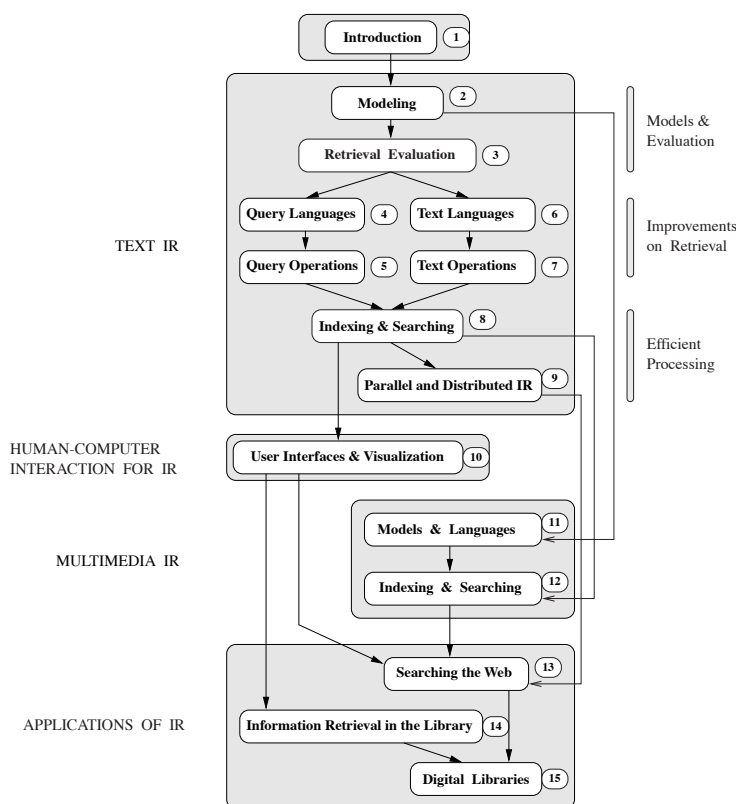 Introduction 1
Modeling 2
Models &
Evaluation
Retrieval Evaluation 3
Query Languages 4
Text Languages 6
Improvements
on Retrieval
TEXT IR
Query Operations 5
Text Operations 7
Indexing & Searching 8
Efficient
Processing
Parallel and Distributed IR 9
HUMAN-COMPUTER
INTERACTION FOR IR
User Interfaces & Visualization 10
Models & Languages 11
MULTIMEDIA IR
Indexing & Searching 12
Searching the Web 13
APPLICATIONS OF IR
Information Retrieval in the Library 14
Digital Libraries 15